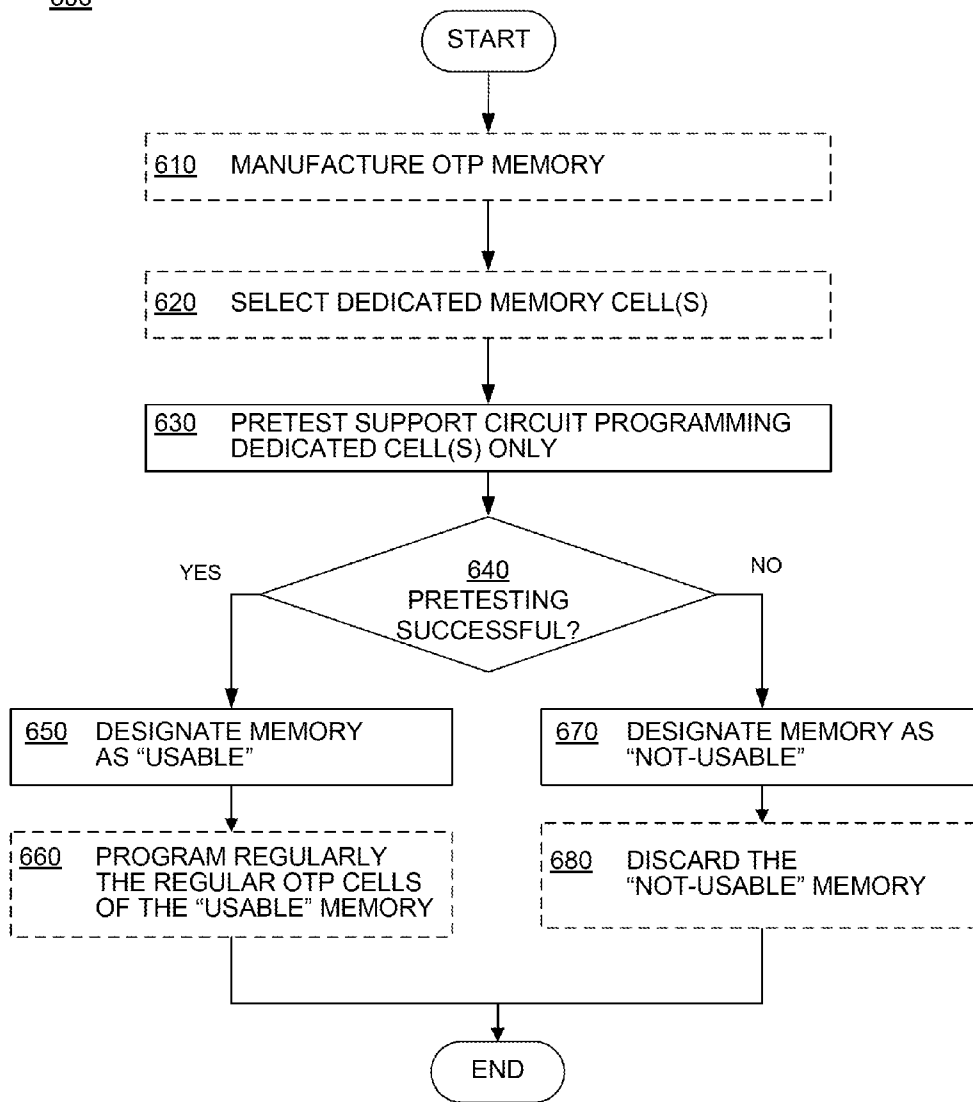 START
610 MANUFACTURE OTP MEMORY
620 SELECT DEDICATED MEMORY CELL(S)
630 PRETEST SUPPORT CIRCUIT PROGRAMMING
DEDICATED CELL(S) ONLY
YES
640
NO
PRETESTING
SUCCESSFUL?
650 DESIGNATE MEMORY
AS “USABLE”
670 DESIGNATE MEMORY AS
“NOT-USABLE”
660 PROGRAM REGULARLY
THE REGULAR OTP CELLS
OF THE “USABLE” MEMORY
680 DISCARD THE
“NOT-USABLE” MEMORY
END